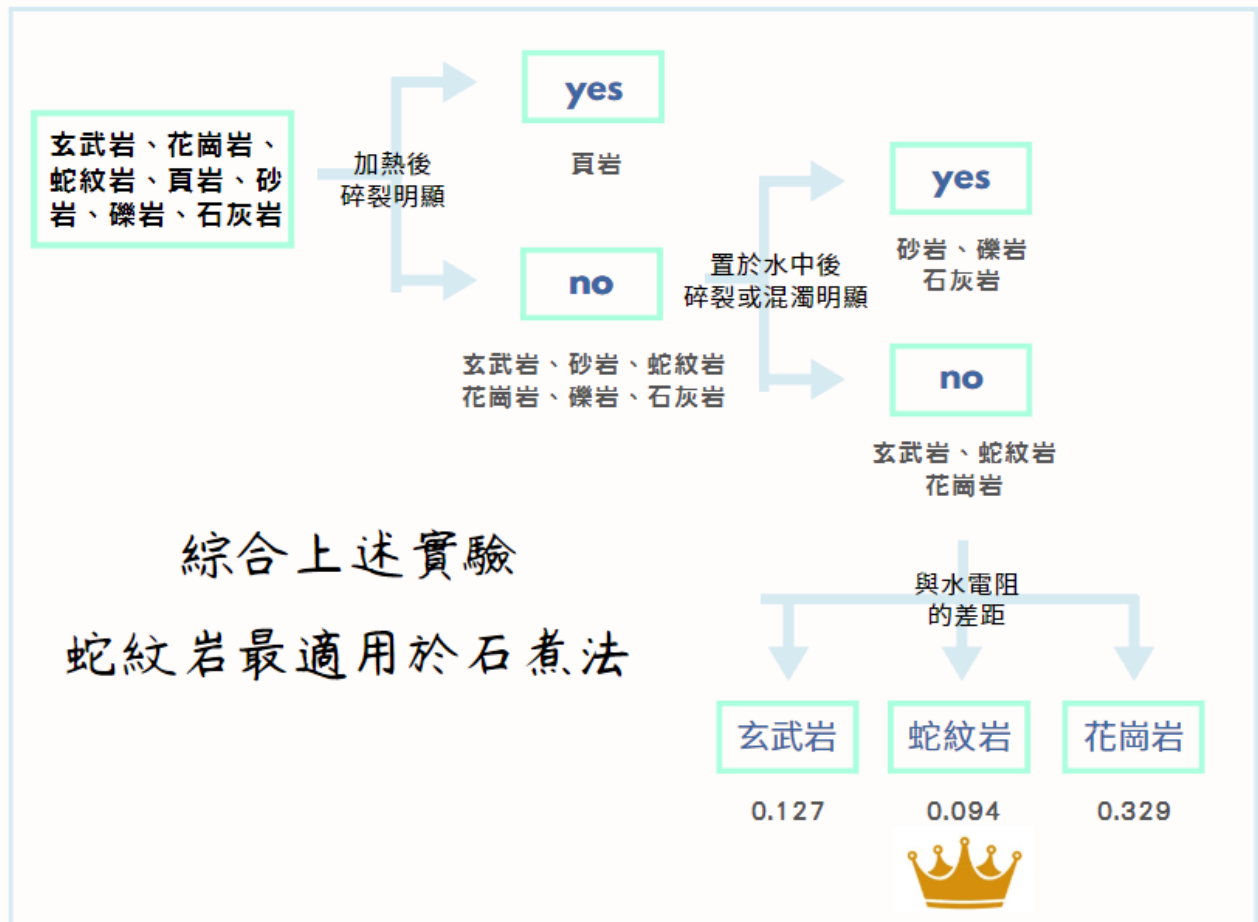 玄武岩、花崗岩、
蛇紋岩、頁岩、砂
岩、礫岩、石灰岩
加熱後
碎裂明顯
yes
頁岩
no
玄武岩、砂岩、蛇紋岩
花崗岩、礫岩、石灰岩
置於水中後
碎裂或混濁明顯
yes
砂岩、礫岩
石灰岩
no
玄武岩、蛇紋岩
花崗岩
與水電阻
的差距
玄武岩
蛇紋岩
花崗岩
0.127
0.094
0.329
綜合上述實驗
蛇紋岩最適用於石煮法